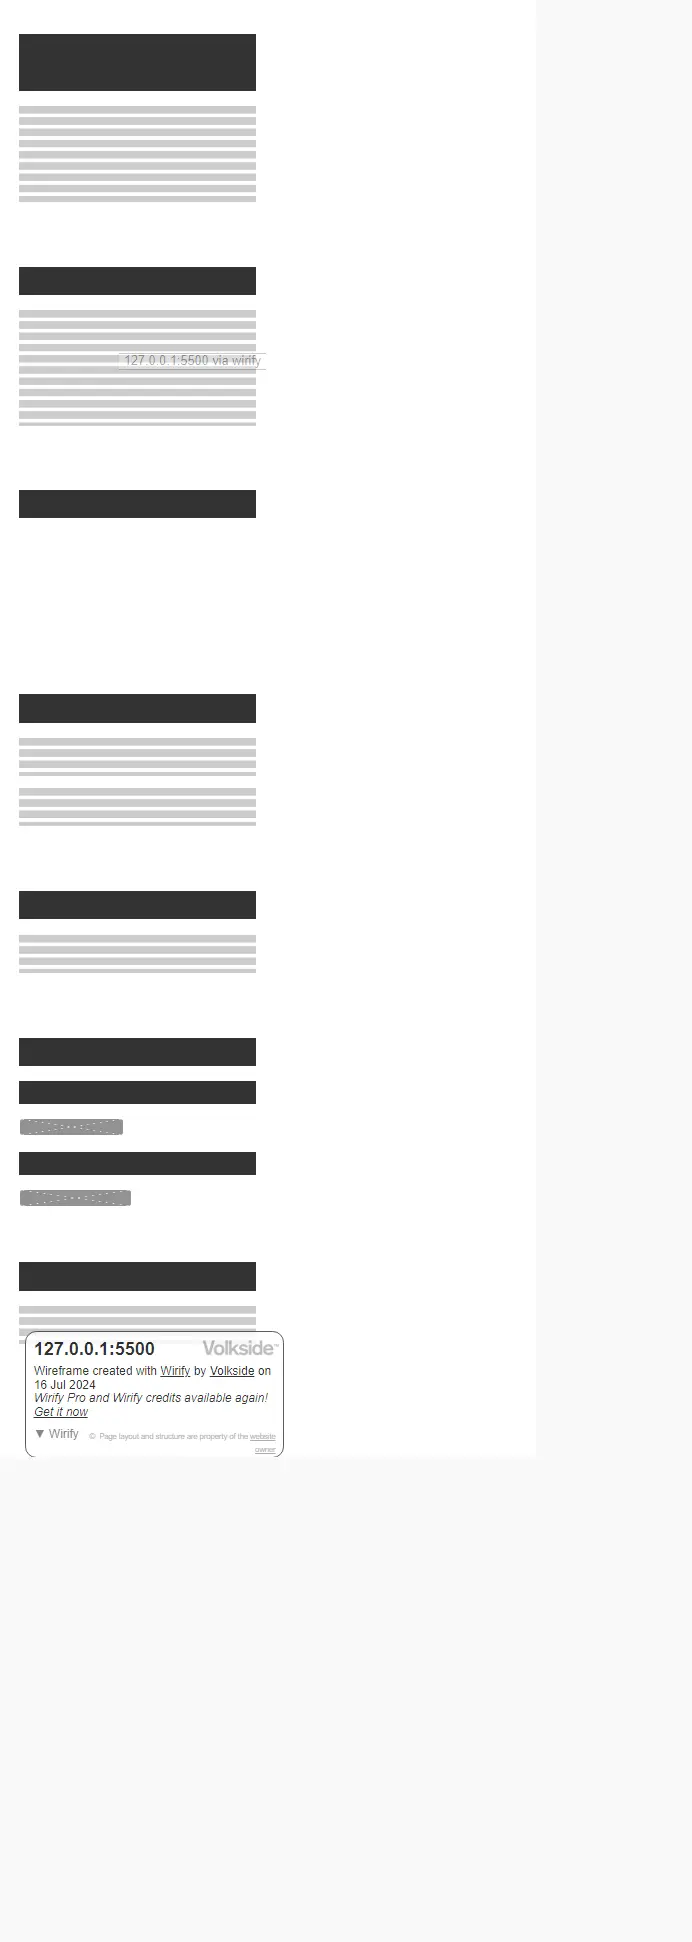 127.0.0.1:5500 via wirify
127.0.0.1:5500 Volkside™
Wireframe created with Wirify by Volkside on
16 Jul 2024
Wirify Pro and Wirify credits available again!
Get it now
▼ Wirify © Page layout and structure are property of the website
owner